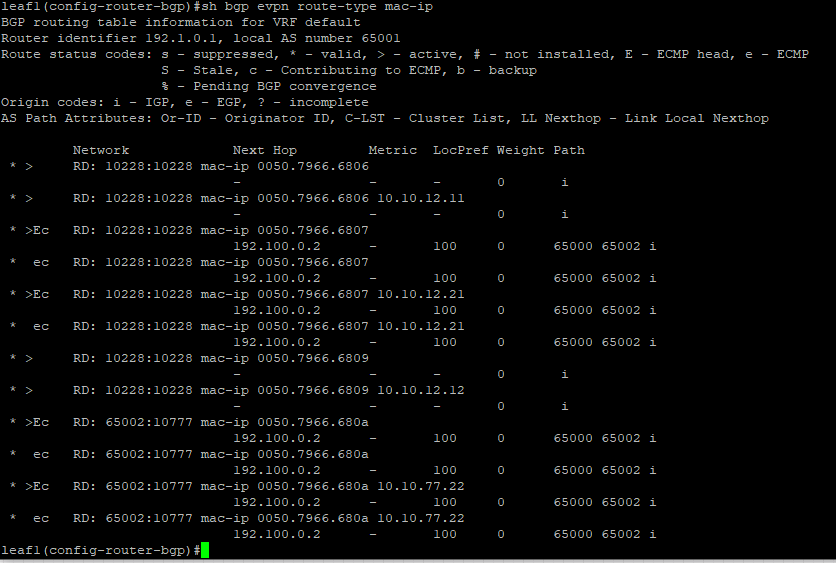 leaf1(config-router-bgp)#sh bgp evpn route-type mac-ip
BGP routing table information for VRF default
Router identifier 192.1.0.1, local AS number 65001
Route status codes: s - suppressed, * - valid, > - active, # - not installed, E - ECMP head, e - ECMP
                    S - Stale, c - Contributing to ECMP, b - backup
                    % - Pending BGP convergence
Origin codes: i - IGP, e - EGP, ? - incomplete
AS Path Attributes: Or-ID - Originator ID, C-LST - Cluster List, LL Nexthop - Link Local Nexthop

         Network             Next Hop         Metric  LocPref Weight Path
 * >     RD: 10228:10228 mac-ip 0050.7966.6806
                             -                -       -       0       i
 * >     RD: 10228:10228 mac-ip 0050.7966.6806 10.10.12.11
                             -                -       -       0       i
 * >Ec   RD: 10228:10228 mac-ip 0050.7966.6807
                             192.100.0.2      -       100     0      65000 65002 i
 *  ec   RD: 10228:10228 mac-ip 0050.7966.6807
                             192.100.0.2      -       100     0      65000 65002 i
 * >Ec   RD: 10228:10228 mac-ip 0050.7966.6807 10.10.12.21
                             192.100.0.2      -       100     0      65000 65002 i
 *  ec   RD: 10228:10228 mac-ip 0050.7966.6807 10.10.12.21
                             192.100.0.2      -       100     0      65000 65002 i
 * >     RD: 10228:10228 mac-ip 0050.7966.6809
                             -                -       -       0       i
 * >     RD: 10228:10228 mac-ip 0050.7966.6809 10.10.12.12
                             -                -       -       0       i
 * >Ec   RD: 65002:10777 mac-ip 0050.7966.680a
                             192.100.0.2      -       100     0      65000 65002 i
 *  ec   RD: 65002:10777 mac-ip 0050.7966.680a
                             192.100.0.2      -       100     0      65000 65002 i
 * >Ec   RD: 65002:10777 mac-ip 0050.7966.680a 10.10.77.22
                             192.100.0.2      -       100     0      65000 65002 i
 *  ec   RD: 65002:10777 mac-ip 0050.7966.680a 10.10.77.22
                             192.100.0.2      -       100     0      65000 65002 i
leaf1(config-router-bgp)#